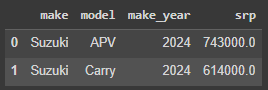 make model make_year srp
0 Suzuki APV 2024 743000.0
1 Suzuki Carry 2024 614000.0